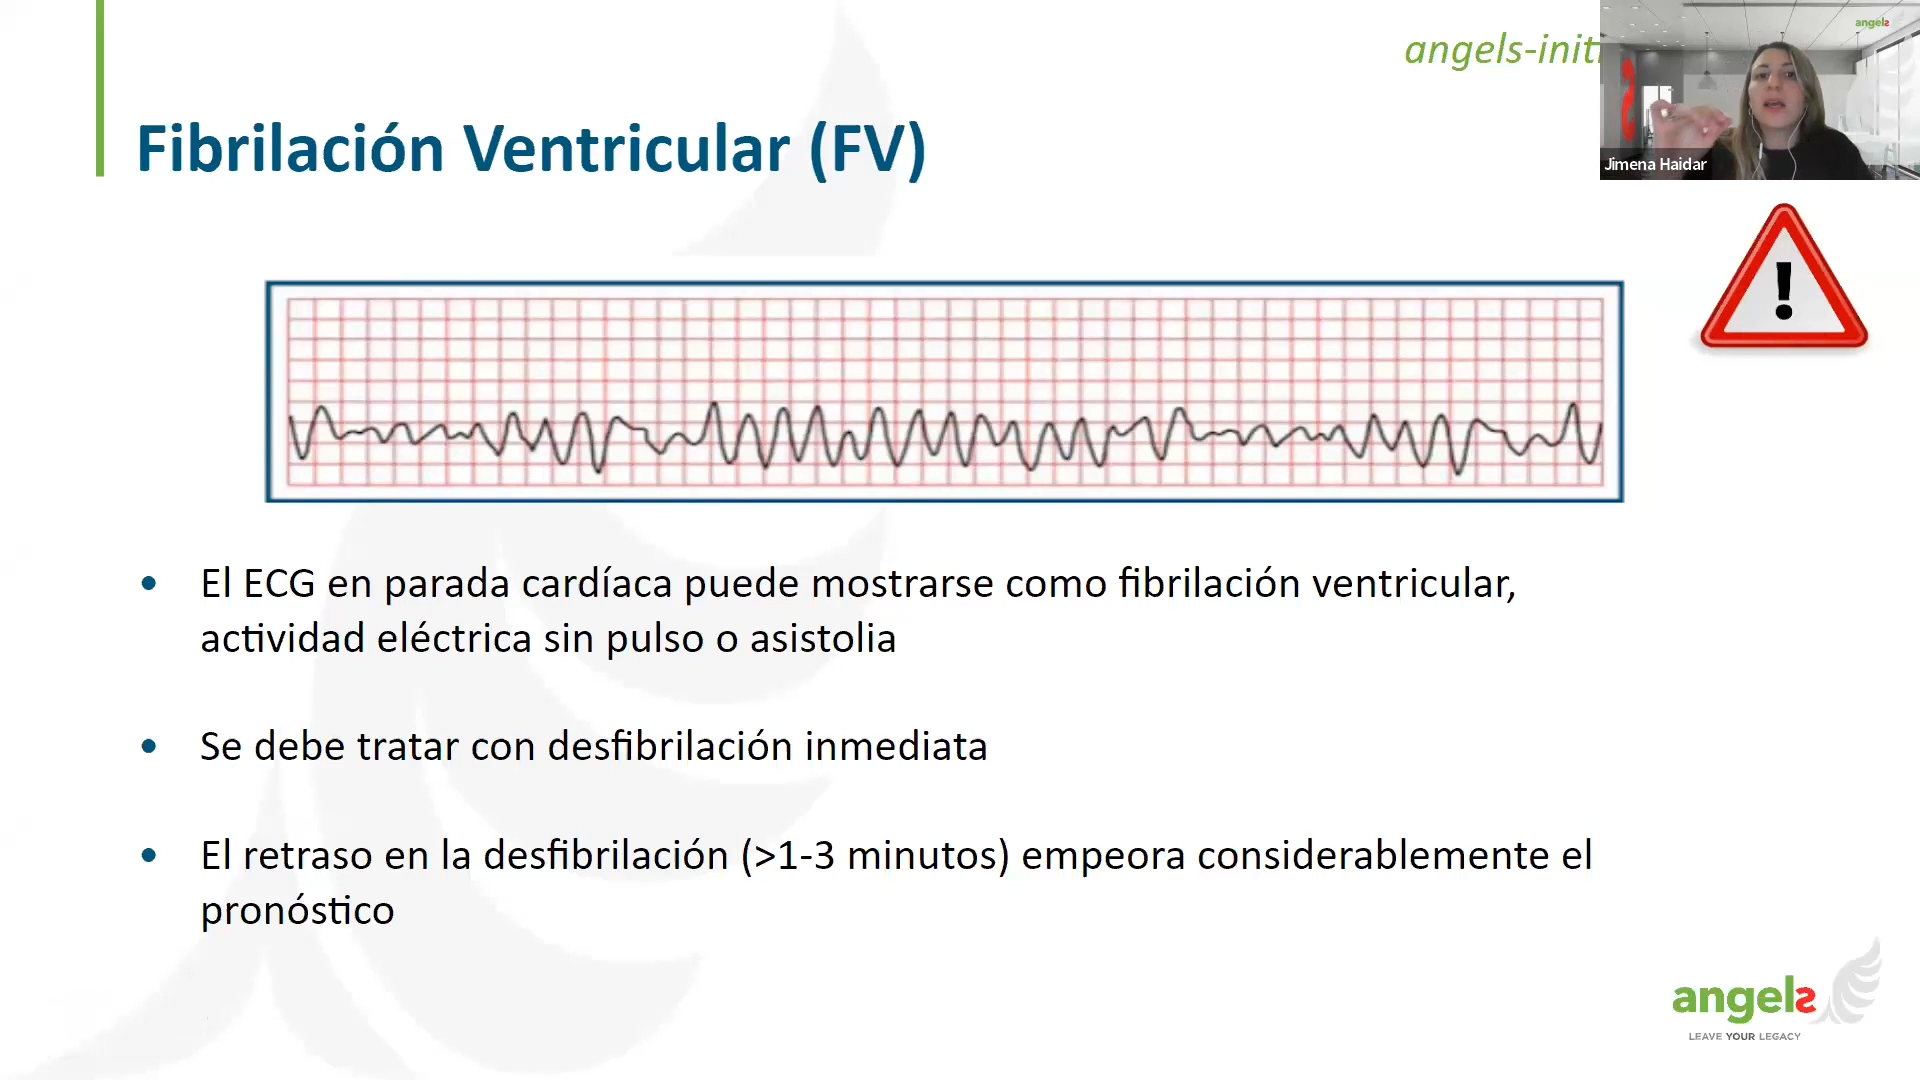 angels-initi
angels
Jimena Haidar
Fibrilación Ventricular (FV)
!
• El ECG en parada cardíaca puede mostrarse como fibrilación ventricular,
actividad eléctrica sin pulso o asistolia
• Se debe tratar con desfibrilación inmediata
• El retraso en la desfibrilación (>1-3 minutos) empeora considerablemente el
pronóstico
angels
LEAVE YOUR LEGACY